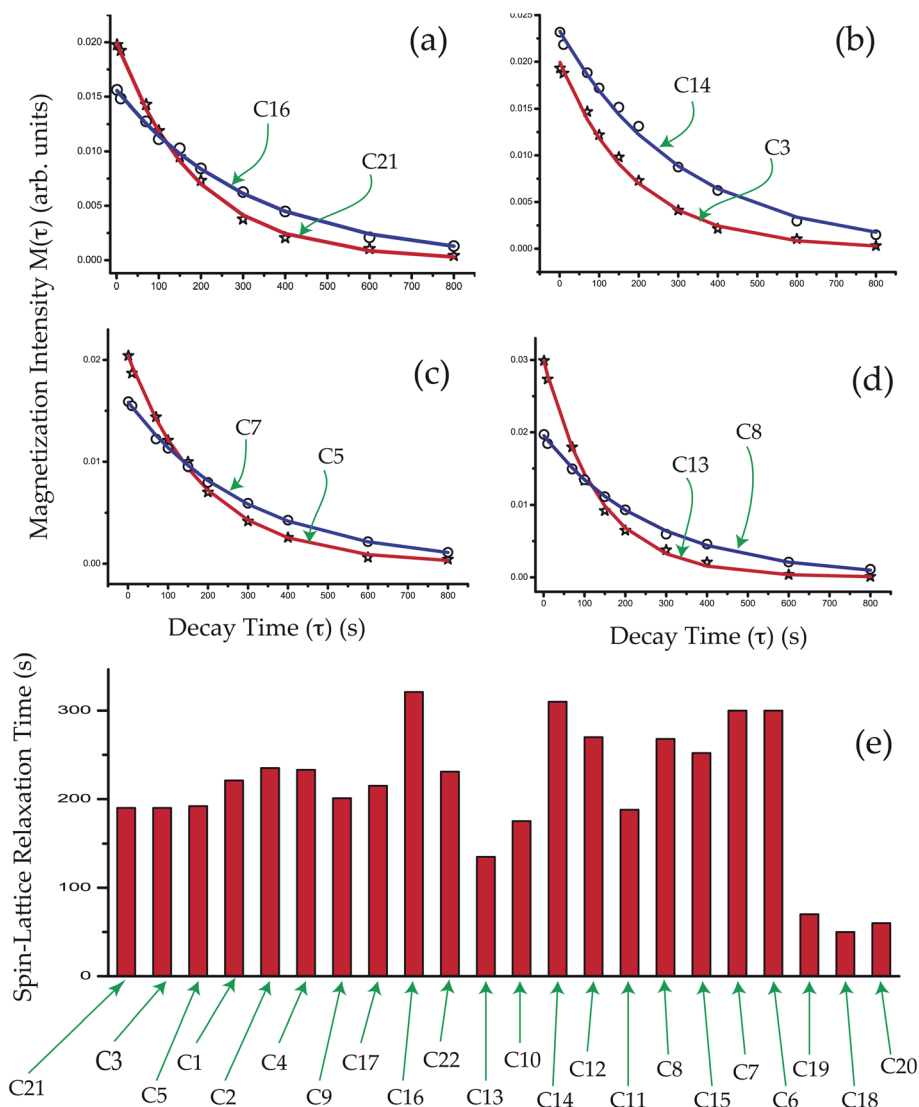 Magnetization Intensity M(τ) (arb. units)
(a)
0.020
0.015
0.010
0.005
0.000
C16
C21
0 100 200 300 400 500 600 700 800
(b)
0.025
0.020
0.015
0.010
0.005
0.000
C14
C3
0 100 200 300 400 500 600 700 800
(c)
0.02
0.01
0.00
C7
C5
0 100 200 300 400 500 600 700 800
(d)
0.03
0.02
0.01
0.00
C8
C13
0 100 200 300 400 500 600 700 800
Decay Time (τ) (s)
Decay Time (τ) (s)
Spin-Lattice Relaxation Time (s)
(e)
300
200
100
0
C21 C3 C5 C1 C2 C4 C9 C17 C16 C22 C13 C10 C14 C12 C11 C8 C15 C7 C6 C19 C18 C20